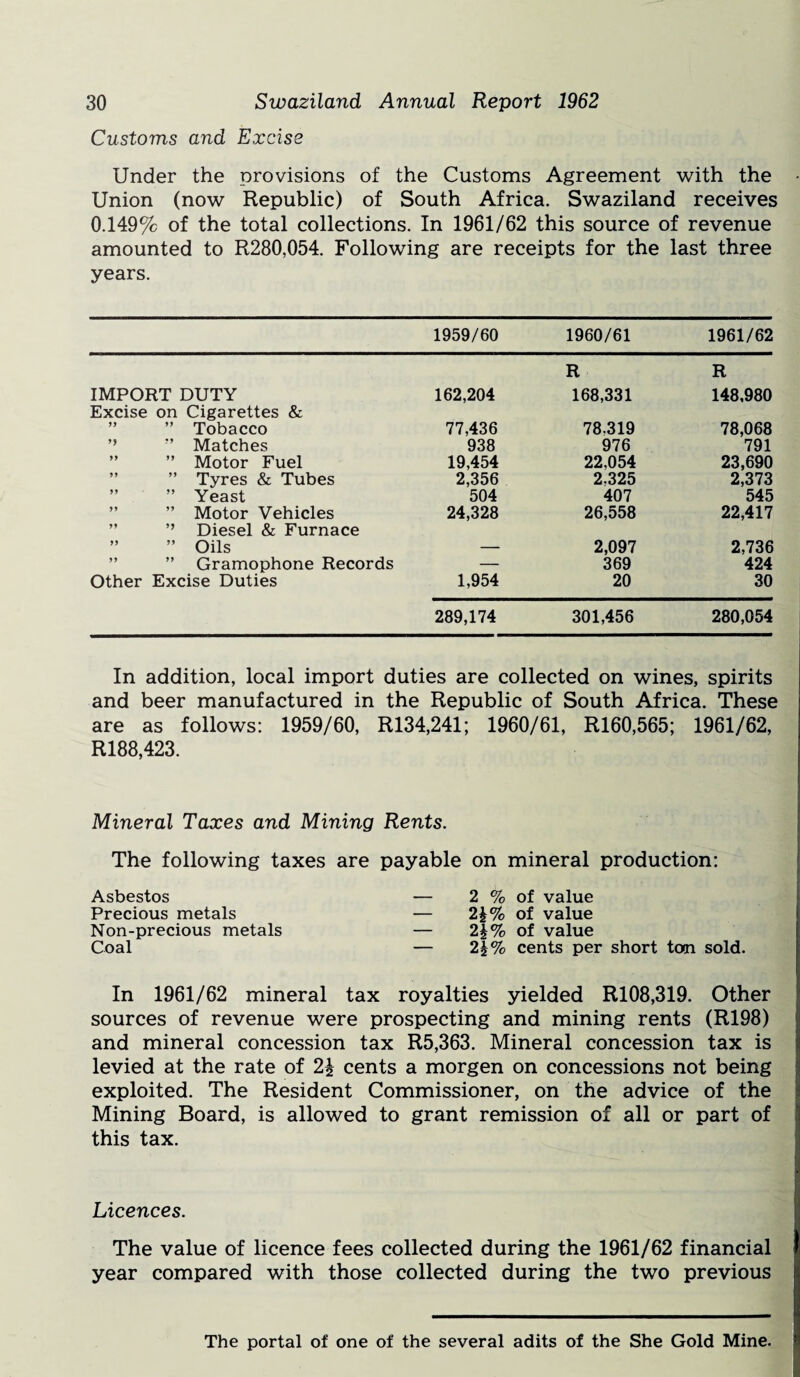 30 Swaziland Annual Report 1962
Customs and Excise
Under the provisions of the Customs Agreement with the
Union (now Republic) of South Africa. Swaziland receives
0.149% of the total collections. In 1961/62 this source of revenue
amounted to R280,054. Following are receipts for the last three
years.
1959/60 1960/61 1961/62
R R
IMPORT DUTY 162,204 168,331 148,980
Excise on Cigarettes &
” ” Tobacco 77,436 78,319 78,068
” ” Matches 938 976 791
” ” Motor Fuel 19,454 22,054 23,690
” ” Tyres & Tubes 2,356 2,325 2,373
” ” Yeast 504 407 545
” ” Motor Vehicles 24,328 26,558 22,417
” ” Diesel & Furnace
” ” Oils — 2,097 2,736
” ” Gramophone Records — 369 424
Other Excise Duties 1,954 20 30
289,174 301,456 280,054
In addition, local import duties are collected on wines, spirits
and beer manufactured in the Republic of South Africa. These
are as follows: 1959/60, R134,241; 1960/61, R160,565; 1961/62,
R188,423.
Mineral Taxes and Mining Rents.
The following taxes are payable on mineral production:
Asbestos — 2 % of value
Precious metals — 2½% of value
Non-precious metals — 2½% of value
Coal — 2½% cents per short ton sold.
In 1961/62 mineral tax royalties yielded R108,319. Other
sources of revenue were prospecting and mining rents (R198)
and mineral concession tax R5,363. Mineral concession tax is
levied at the rate of 2½ cents a morgen on concessions not being
exploited. The Resident Commissioner, on the advice of the
Mining Board, is allowed to grant remission of all or part of
this tax.
Licences.
The value of licence fees collected during the 1961/62 financial
year compared with those collected during the two previous
The portal of one of the several adits of the She Gold Mine.